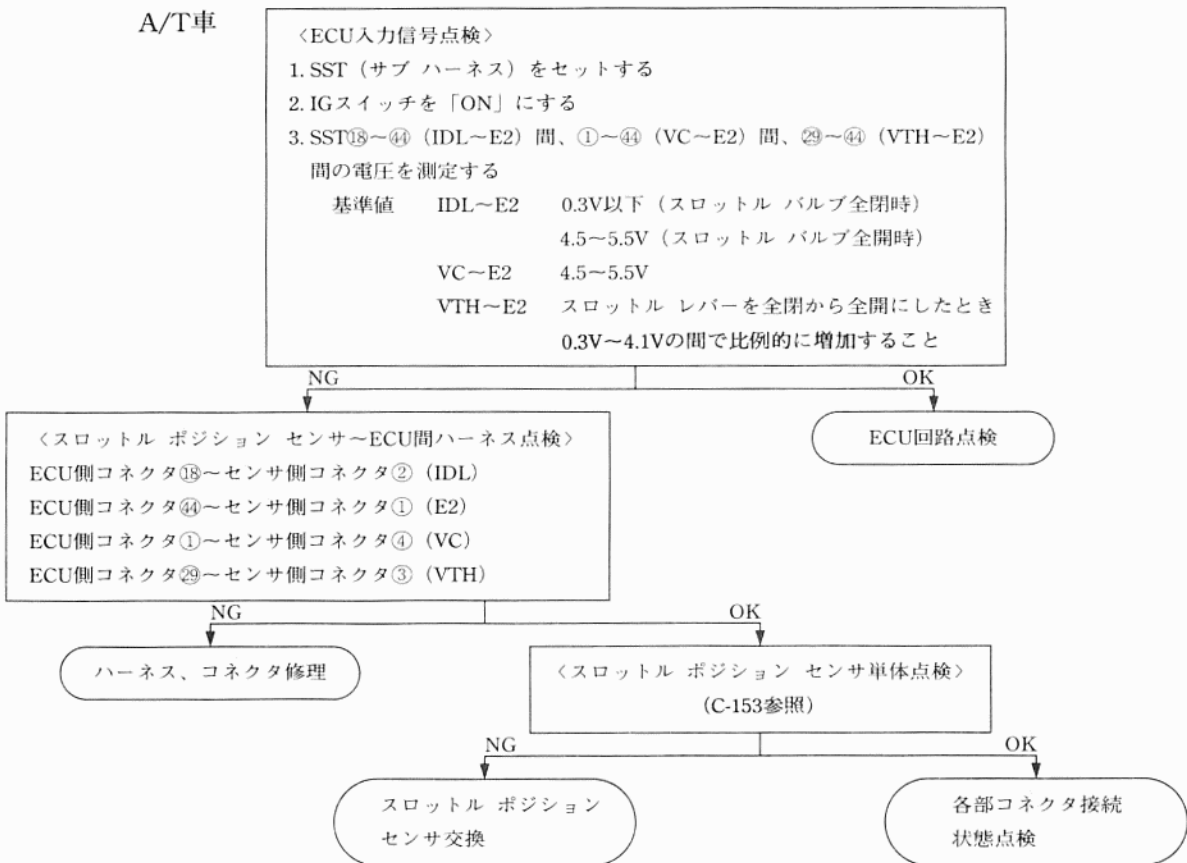 A/T車
〈ECU入力信号点検〉
1. SST（サブ ハーネス）をセットする
2. IGスイッチを「ON」にする
3. SST⑱～㊹（IDL～E2）間、①～㊹（VC～E2）間、㉙～㊹（VTH～E2）
間の電圧を測定する
基準値 IDL～E2 0.3V以下（スロットル バルブ全閉時）
4.5～5.5V（スロットル バルブ全開時）
VC～E2 4.5～5.5V
VTH～E2 スロットル レバーを全閉から全開にしたとき
0.3V～4.1Vの間で比例的に増加すること
NG OK
〈スロットル ポジション センサ～ECU間ハーネス点検〉
ECU側コネクタ⑱～センサ側コネクタ②（IDL）
ECU側コネクタ㊹～センサ側コネクタ①（E2）
ECU側コネクタ①～センサ側コネクタ④（VC）
ECU側コネクタ㉙～センサ側コネクタ③（VTH）
ECU回路点検
NG OK
ハーネス、コネクタ修理
〈スロットル ポジション センサ単体点検〉
（C-153参照）
NG OK
スロットル ポジション
センサ交換
各部コネクタ接続
状態点検